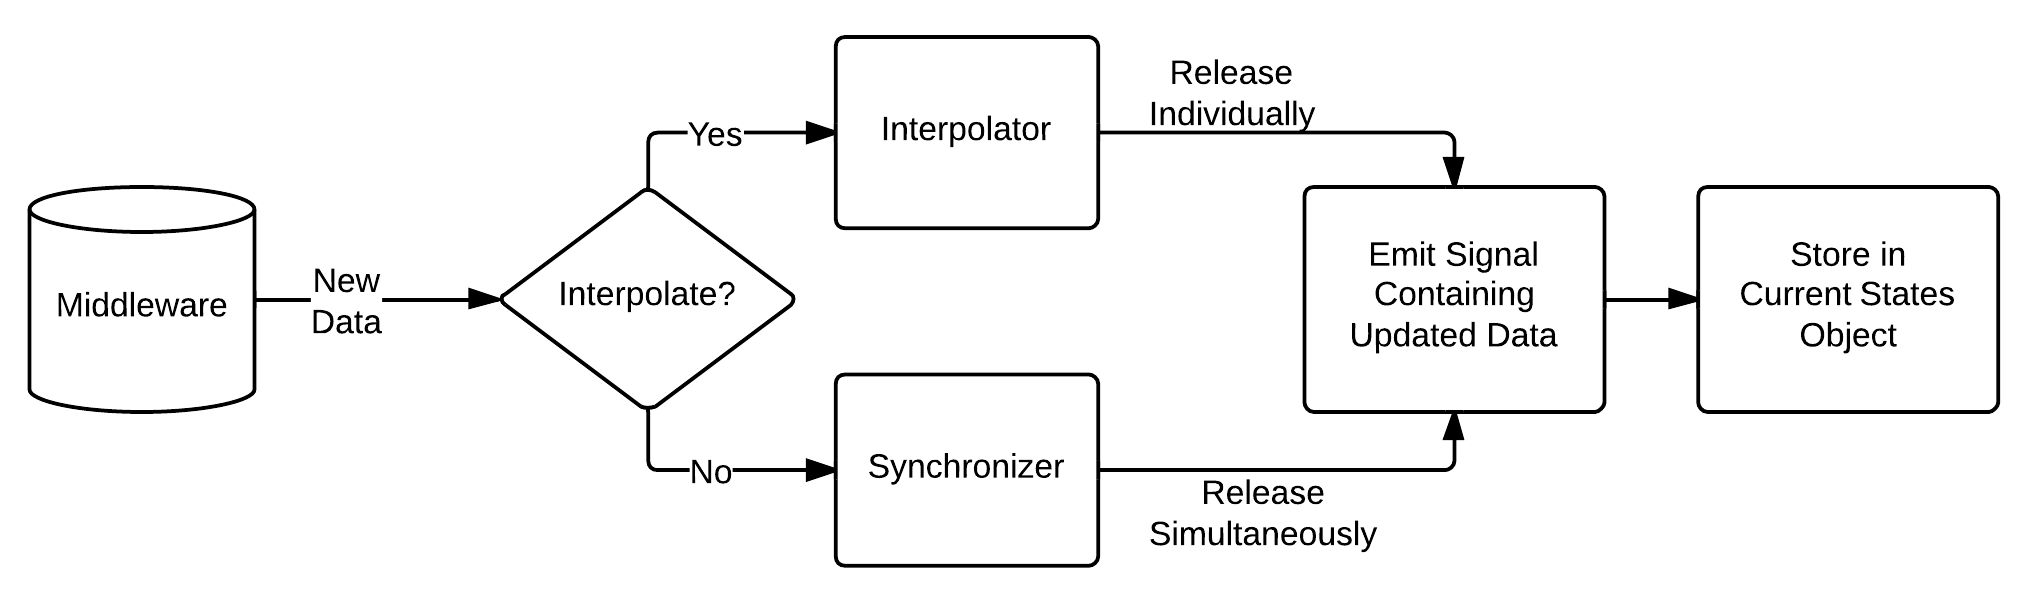 Middleware
New
Data
Interpolate?
Yes
No
Interpolator
Synchronizer
Release
Individually
Release
Simultaneously
Emit Signal
Containing
Updated Data
Store in
Current States
Object